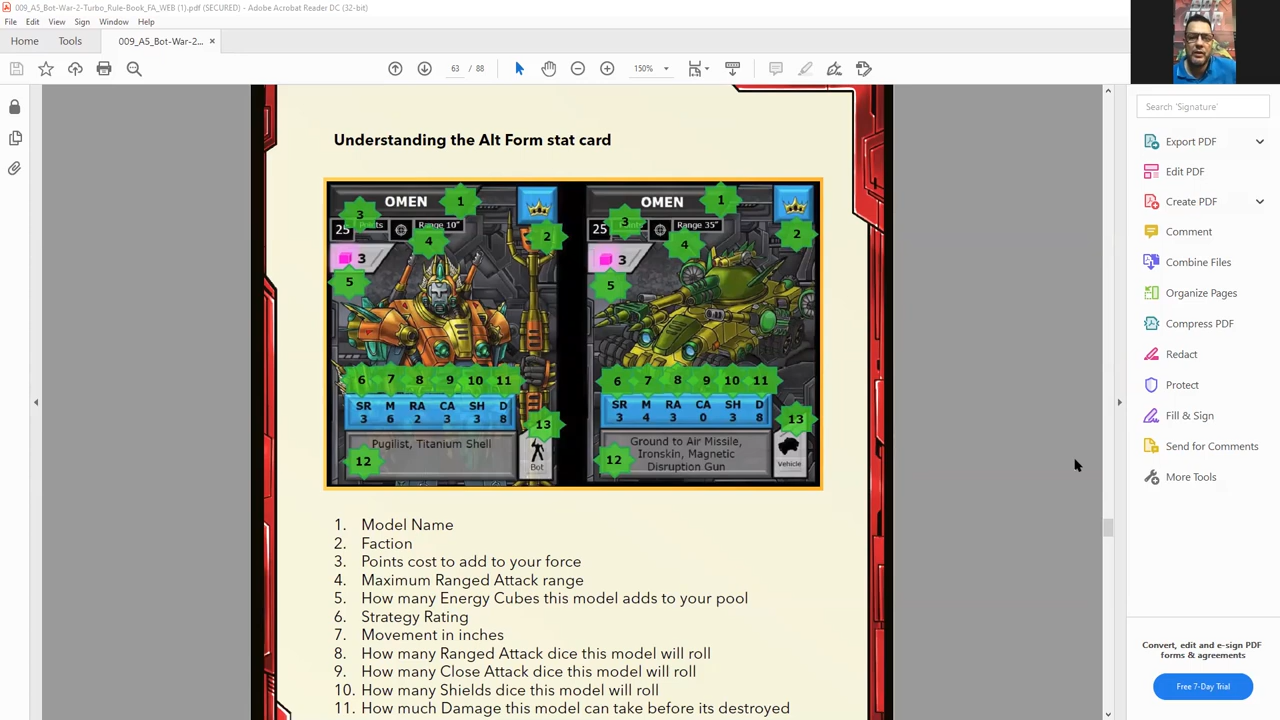 009_A5_Bot-War-2-Turbo_Rule-Book_FA_WEB (1).pdf (SECURED) - Adobe Acrobat Reader DC (32-bit)
File Edit View Sign Window Help
Home Tools 009_A5_Bot-War-2... ×
63 / 88 150%
Search 'Signature'
Export PDF
Edit PDF
Create PDF
Comment
Combine Files
Organize Pages
Compress PDF
Redact
Protect
Fill & Sign
Send for Comments
More Tools
Convert, edit and e-sign PDF
forms & agreements
Free 7-Day Trial
Understanding the Alt Form stat card
OMEN 1
3
25 Range 10"
2
4
3
5
6 7 8 9 10 11
SR M RA CA SH D
3 6 2 3 3 8
13
Pugilist, Titanium Shell
12
Bot
OMEN 1
3
25 Range 35"
2
4
3
5
6 7 8 9 10 11
SR M RA CA SH D
3 4 3 0 3 8
13
Ground to Air Missile,
Ironskin, Magnetic
Disruption Gun
12
Vehicle
1. Model Name
2. Faction
3. Points cost to add to your force
4. Maximum Ranged Attack range
5. How many Energy Cubes this model adds to your pool
6. Strategy Rating
7. Movement in inches
8. How many Ranged Attack dice this model will roll
9. How many Close Attack dice this model will roll
10. How many Shields dice this model will roll
11. How much Damage this model can take before its destroyed